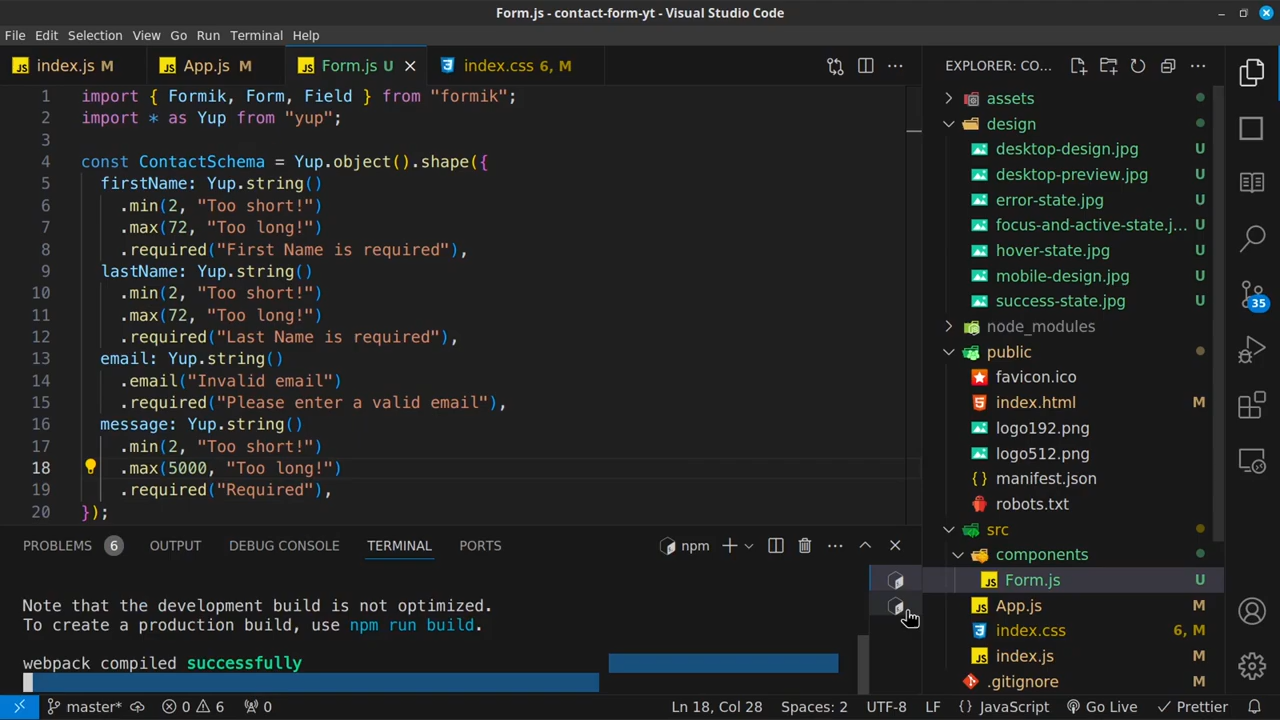 Form.js - contact-form-yt - Visual Studio Code
File Edit Selection View Go Run Terminal Help
index.js M App.js M Form.js U index.css 6, M
EXPLORER: CO...
1 import { Formik, Form, Field } from "formik";
2 import * as Yup from "yup";
3
4 const ContactSchema = Yup.object().shape({
5 firstName: Yup.string()
6 .min(2, "Too short!")
7 .max(72, "Too long!")
8 .required("First Name is required"),
9 lastName: Yup.string()
10 .min(2, "Too short!")
11 .max(72, "Too long!")
12 .required("Last Name is required"),
13 email: Yup.string()
14 .email("Invalid email")
15 .required("Please enter a valid email"),
16 message: Yup.string()
17 .min(2, "Too short!")
18 .max(5000, "Too long!")
19 .required("Required"),
20 });
assets
design
desktop-design.jpg U
desktop-preview.jpg U
error-state.jpg U
focus-and-active-state.j... U
hover-state.jpg U
mobile-design.jpg U
success-state.jpg U
node_modules
public
favicon.ico
index.html M
logo192.png
logo512.png
manifest.json
robots.txt
src
components
Form.js U
App.js M
index.css 6, M
index.js M
.gitignore M
35
PROBLEMS 6 OUTPUT DEBUG CONSOLE TERMINAL PORTS
npm
Note that the development build is not optimized.
To create a production build, use npm run build.
webpack compiled successfully
master* 0 6 0 Ln 18, Col 28 Spaces: 2 UTF-8 LF JavaScript Go Live Prettier